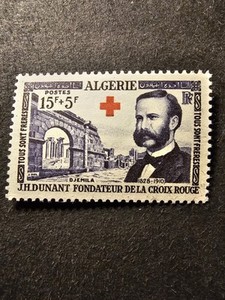 ALGERIE
POSTES
RF
15F+5F
TOUS SONT FRERES
TOUS SONT FRERES
DJEMILA
1828-1910
J.H.DUNANT FONDATEUR DE LA CROIX ROUGE